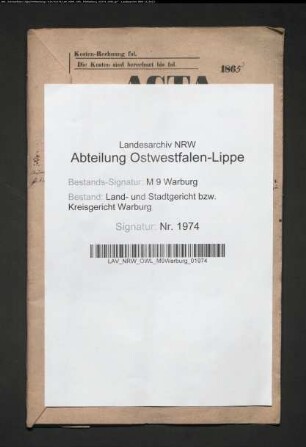 Kosten-Rechnung fol.
Die Kosten sind berechnet bis fol.
1865
ACTA
Landesarchiv NRW
Abteilung Ostwestfalen-Lippe
Bestands-Signatur: M 9 Warburg
Bestand: Land- und Stadtgericht bzw.
Kreisgericht Warburg
Signatur: Nr. 1974